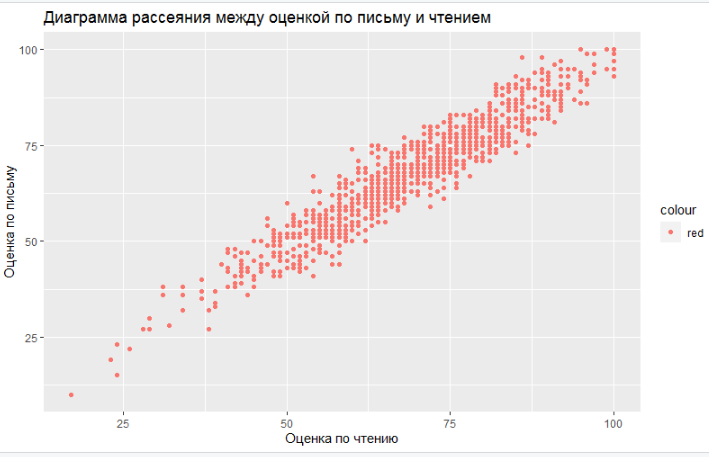 Диаграмма рассеяния между оценкой по письму и чтением
100
75
50
25
Оценка по письму
25 50 75 100
Оценка по чтению
colour
red